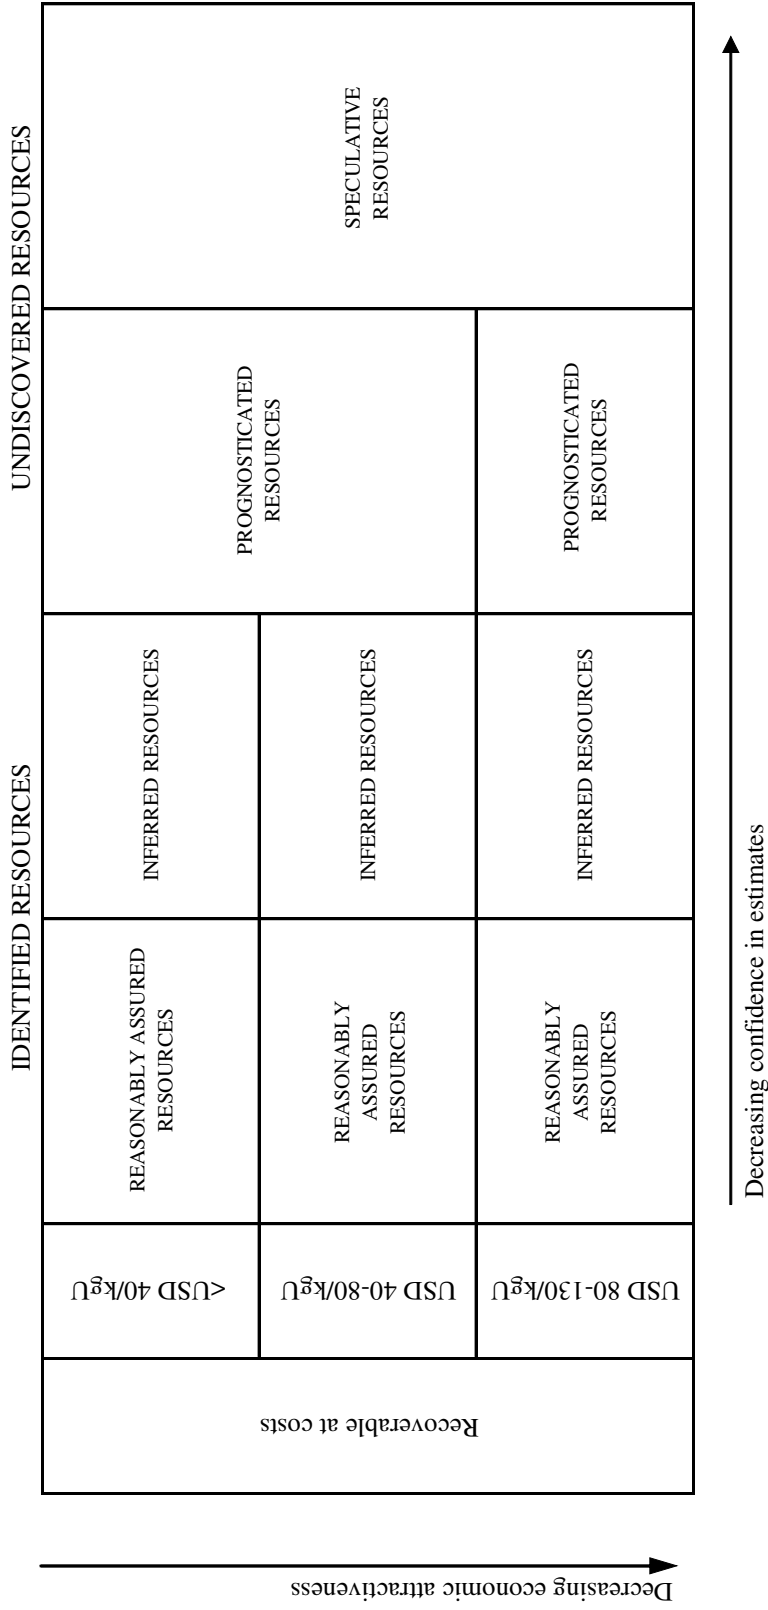 IDENTIFIED RESOURCES
UNDISCOVERED RESOURCES
Recoverable at costs
<USD 40/kgU
REASONABLY ASSURED
RESOURCES
INFERRED RESOURCES
PROGNOSTICATED
RESOURCES
SPECULATIVE
RESOURCES
USD 40-80/kgU
REASONABLY
ASSURED
RESOURCES
INFERRED RESOURCES
USD 80-130/kgU
REASONABLY
ASSURED
RESOURCES
INFERRED RESOURCES
PROGNOSTICATED
RESOURCES
Decreasing economic attractiveness
Decreasing confidence in estimates